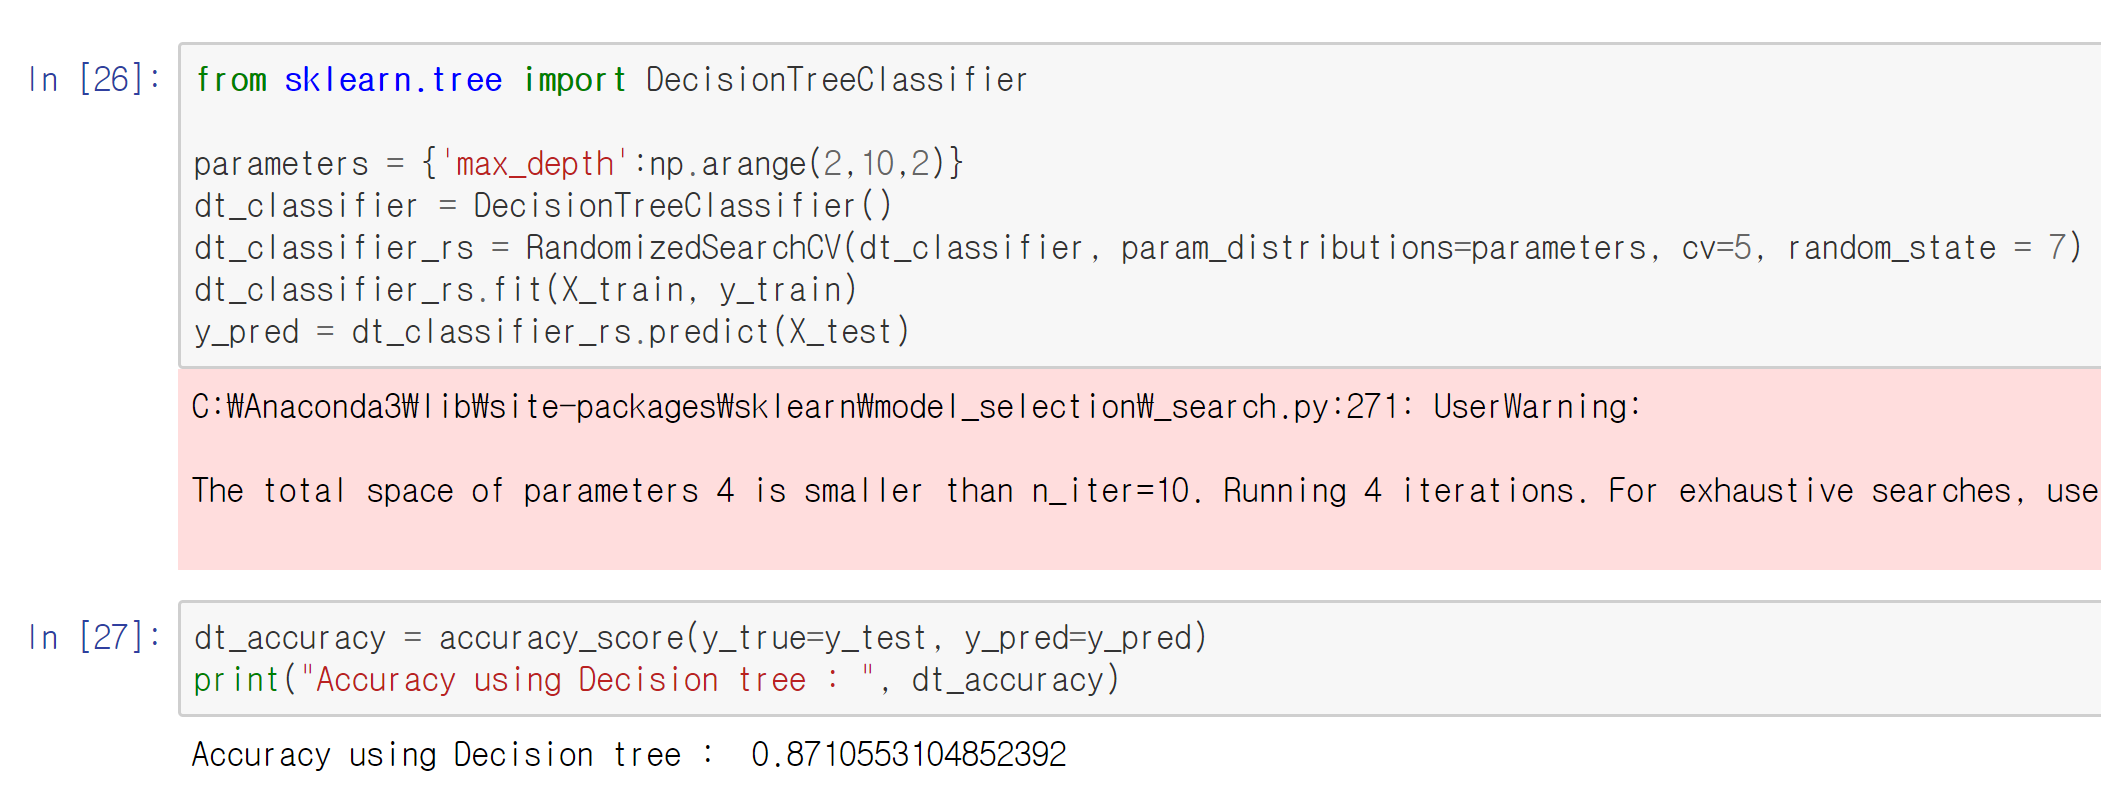 In [26]:
from sklearn.tree import DecisionTreeClassifier
parameters = {'max_depth':np.arange(2,10,2)}
dt_classifier = DecisionTreeClassifier()
dt_classifier_rs = RandomizedSearchCV(dt_classifier, param_distributions=parameters, cv=5, random_state = 7)
dt_classifier_rs.fit(X_train, y_train)
y_pred = dt_classifier_rs.predict(X_test)
C:₩Anaconda3₩lib₩site-packages₩sklearn₩model_selection₩_search.py:271: UserWarning:
The total space of parameters 4 is smaller than n_iter=10. Running 4 iterations. For exhaustive searches, use
In [27]:
dt_accuracy = accuracy_score(y_true=y_test, y_pred=y_pred)
print("Accuracy using Decision tree : ", dt_accuracy)
Accuracy using Decision tree :  0.8710553104852392